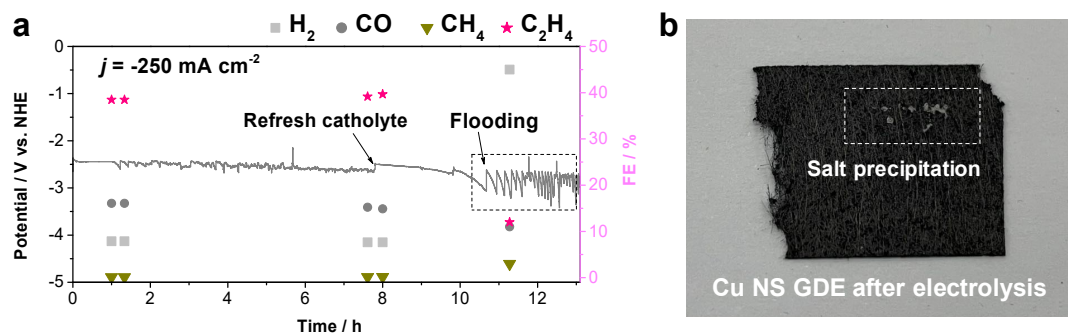 a
H₂ CO CH₄ C₂H₄
j = -250 mA cm⁻²
Refresh catholyte
Flooding
Potential / V vs. NHE
0
-1
-2
-3
-4
-5
FE / %
50
40
30
20
10
0
0 2 4 6 8 10 12
Time / h
b
Salt precipitation
Cu NS GDE after electrolysis